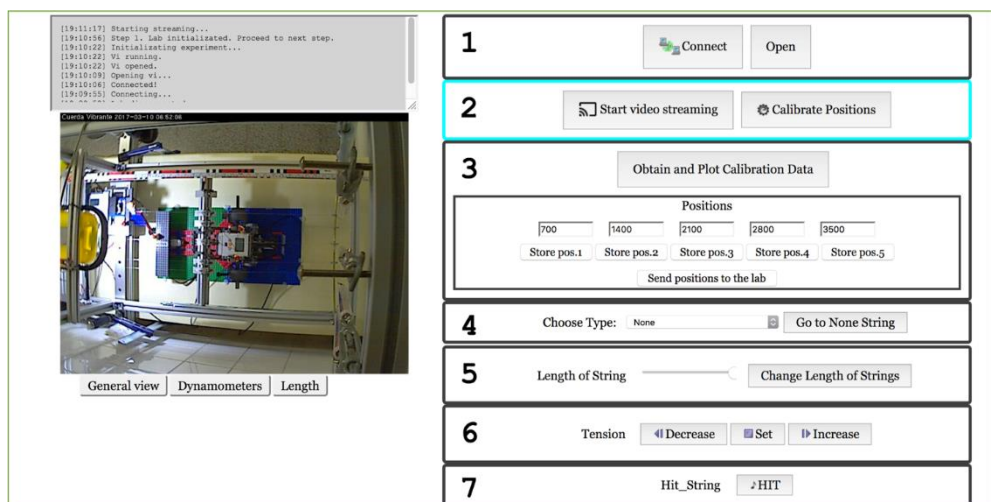 [19:11:17] Starting streaming...
[19:10:56] Step 1. Lab initializated. Proceed to next step.
[19:10:22] Initializating experiment...
[19:10:22] Vi running.
[19:10:22] Vi opened.
[19:10:09] Opening vi...
[19:10:06] Connected!
[19:09:55] Connecting...
Cuerda Vibrante 2017-03-10 06:52:06
General view Dynamometers Length
1 Connect Open
2 Start video streaming Calibrate Positions
3 Obtain and Plot Calibration Data
Positions
700 1400 2100 2800 3500
Store pos.1 Store pos.2 Store pos.3 Store pos.4 Store pos.5
Send positions to the lab
4 Choose Type: None Go to None String
5 Length of String Change Length of Strings
6 Tension Decrease Set Increase
7 Hit_String ♪HIT